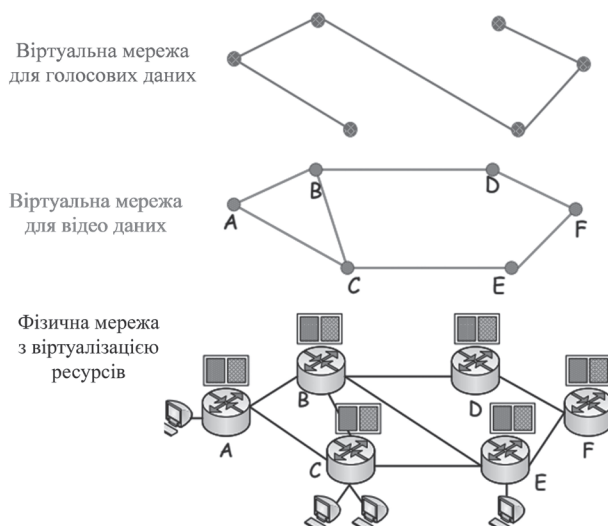 Віртуальна мережа
для голосових даних
Віртуальна мережа
для відео даних
A
B
C
D
E
F
Фізична мережа
з віртуалізацією
ресурсів
A
B
C
D
E
F